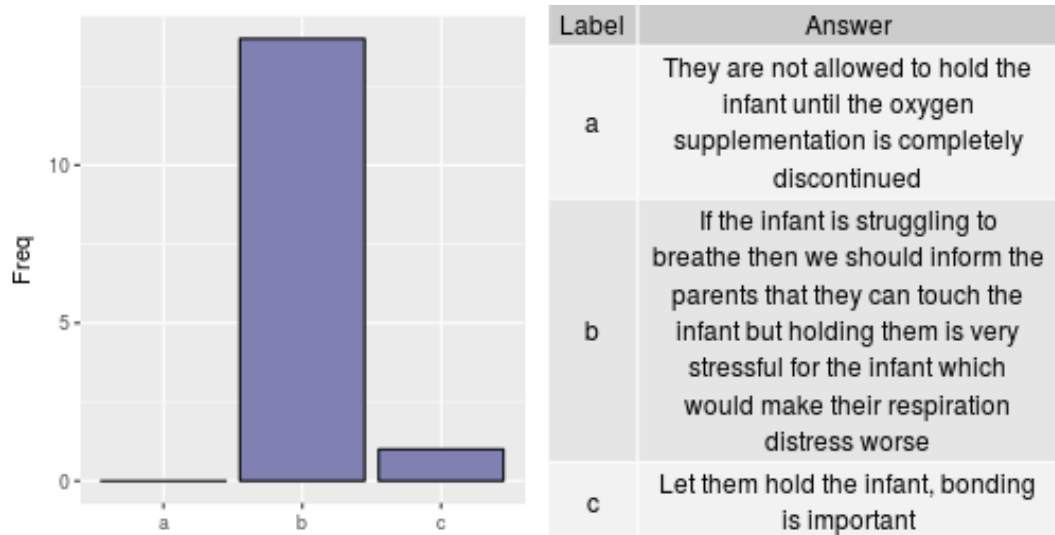 10
5
0
Freq
a
b
c
Label Answer
a
They are not allowed to hold the
infant until the oxygen
supplementation is completely
discontinued
b
If the infant is struggling to
breathe then we should inform the
parents that they can touch the
infant but holding them is very
stressful for the infant which
would make their respiration
distress worse
c
Let them hold the infant, bonding
is important